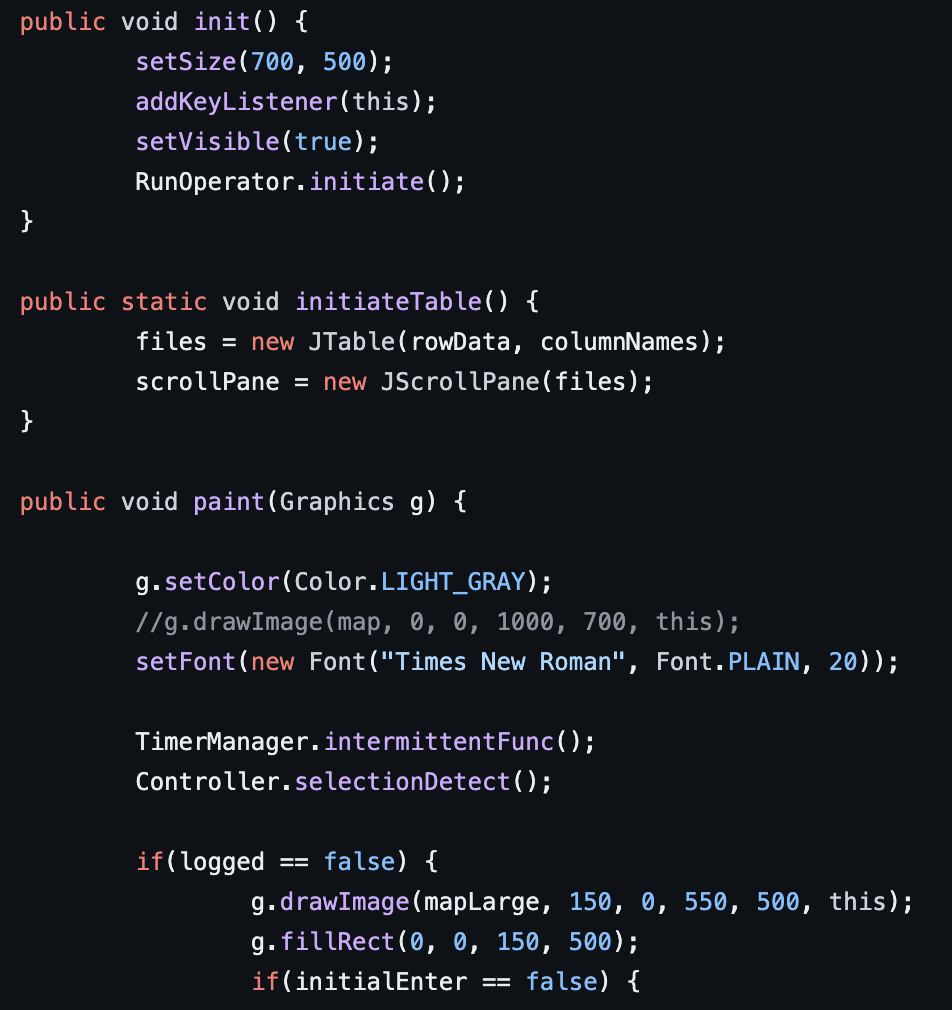 public void init() {
        setSize(700, 500);
        addKeyListener(this);
        setVisible(true);
        RunOperator.initiate();
}

public static void initiateTable() {
        files = new JTable(rowData, columnNames);
        scrollPane = new JScrollPane(files);
}

public void paint(Graphics g) {

        g.setColor(Color.LIGHT_GRAY);
        //g.drawImage(map, 0, 0, 1000, 700, this);
        setFont(new Font("Times New Roman", Font.PLAIN, 20));

        TimerManager.intermittentFunc();
        Controller.selectionDetect();

        if(logged == false) {
                g.drawImage(mapLarge, 150, 0, 550, 500, this);
                g.fillRect(0, 0, 150, 500);
                if(initialEnter == false) {